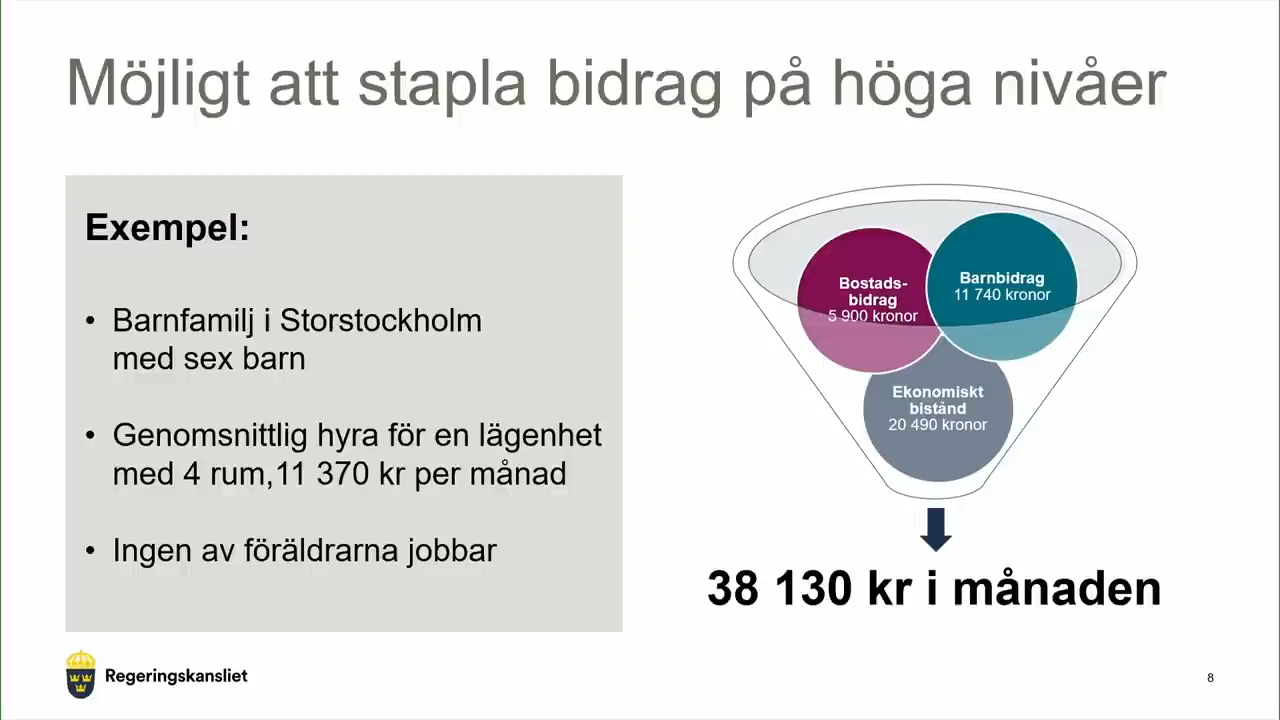 Möjligt att stapla bidrag på höga nivåer
Exempel:
• Barnfamilj i Storstockholm
med sex barn
• Genomsnittlig hyra för en lägenhet
med 4 rum,11 370 kr per månad
• Ingen av föräldrarna jobbar
Bostads-
bidrag
5 900 kronor
Barnbidrag
11 740 kronor
Ekonomiskt
bistånd
20 490 kronor
38 130 kr i månaden
Regeringskansliet
8